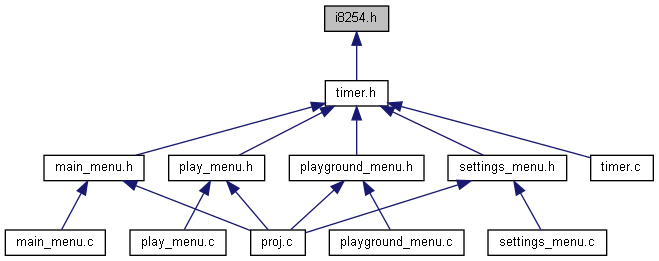 i8254.h
timer.h
main_menu.h
play_menu.h
playground_menu.h
settings_menu.h
timer.c
main_menu.c
play_menu.c
proj.c
playground_menu.c
settings_menu.c